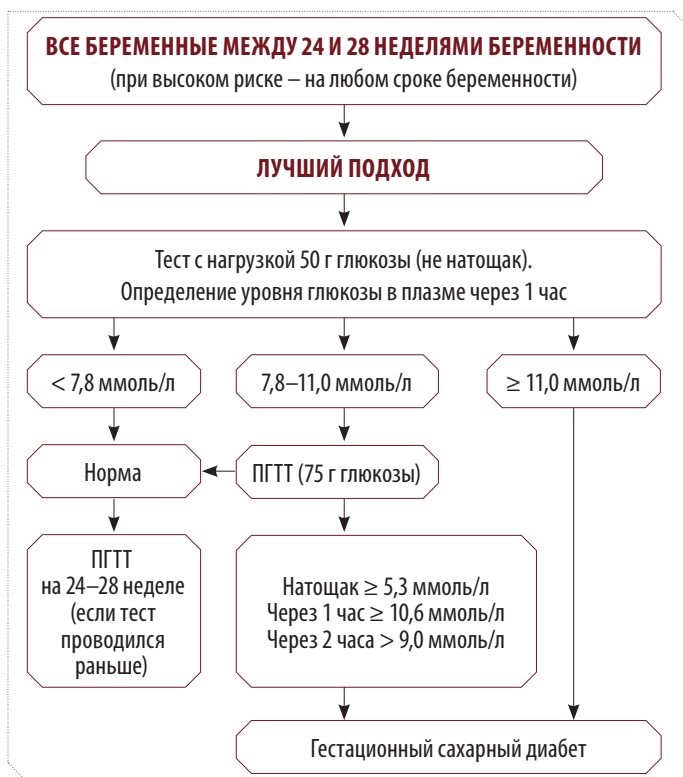 ВСЕ БЕРЕМЕННЫЕ МЕЖДУ 24 И 28 НЕДЕЛЯМИ БЕРЕМЕННОСТИ
(при высоком риске – на любом сроке беременности)
ЛУЧШИЙ ПОДХОД
Тест с нагрузкой 50 г глюкозы (не натощак).
Определение уровня глюкозы в плазме через 1 час
< 7,8 ммоль/л
7,8–11,0 ммоль/л
≥ 11,0 ммоль/л
Норма
ПГТТ (75 г глюкозы)
ПГТТ
на 24–28 неделе
(если тест
проводился
раньше)
Натощак ≥ 5,3 ммоль/л
Через 1 час ≥ 10,6 ммоль/л
Через 2 часа > 9,0 ммоль/л
Гестационный сахарный диабет